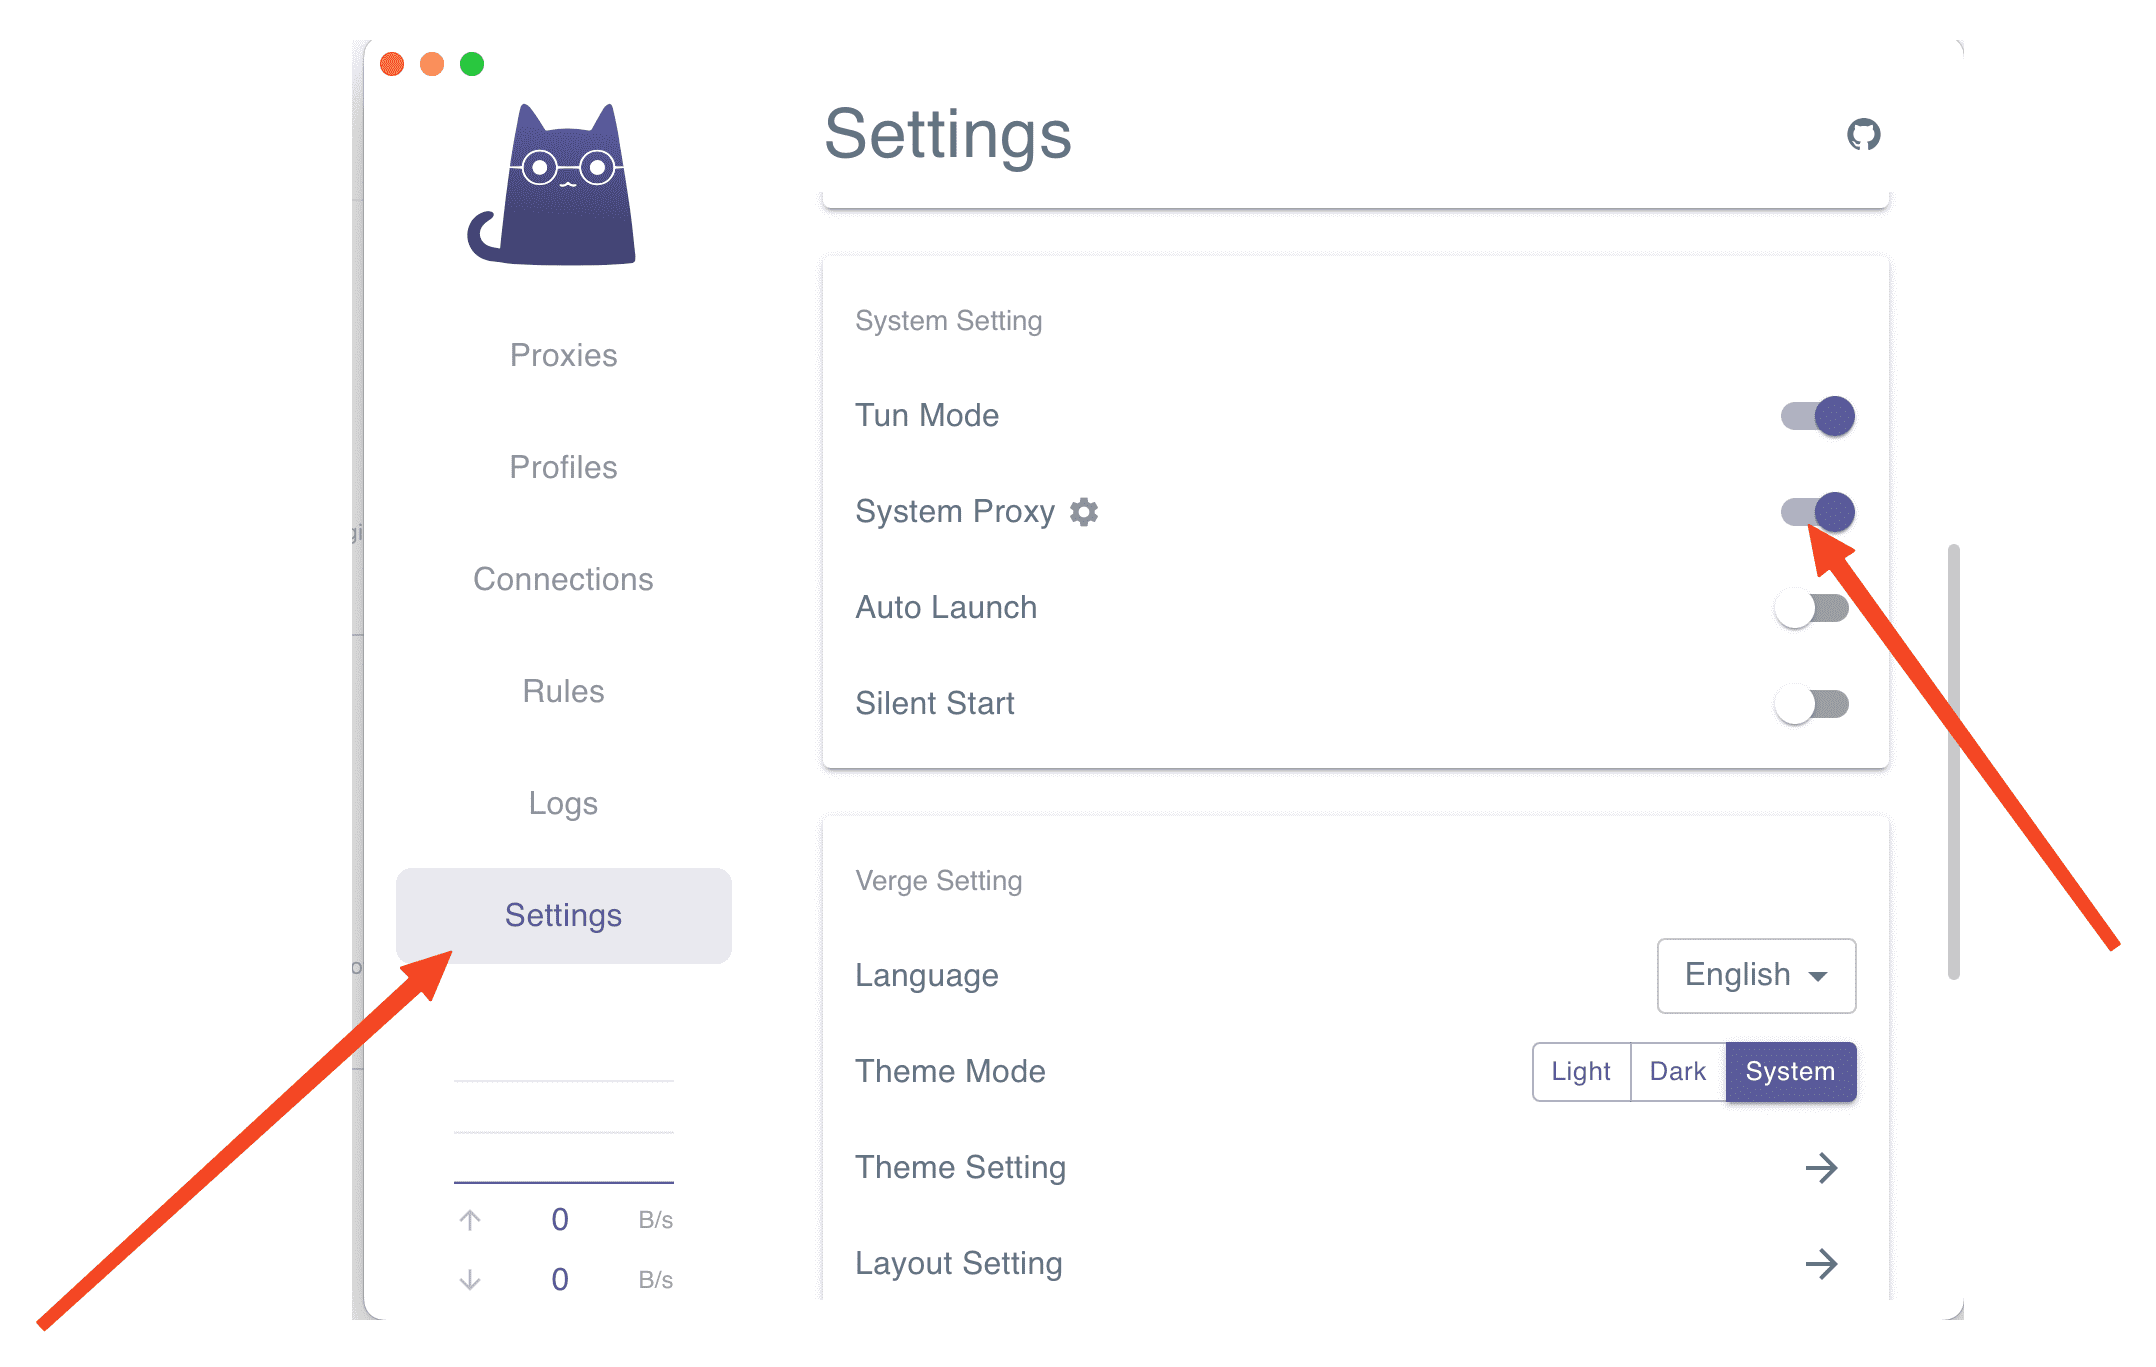 Settings
Proxies
Profiles
Connections
Rules
Logs
Settings
0 B/s
0 B/s
System Setting
Tun Mode
System Proxy
Auto Launch
Silent Start
Verge Setting
Language English
Theme Mode Light Dark System
Theme Setting
Layout Setting